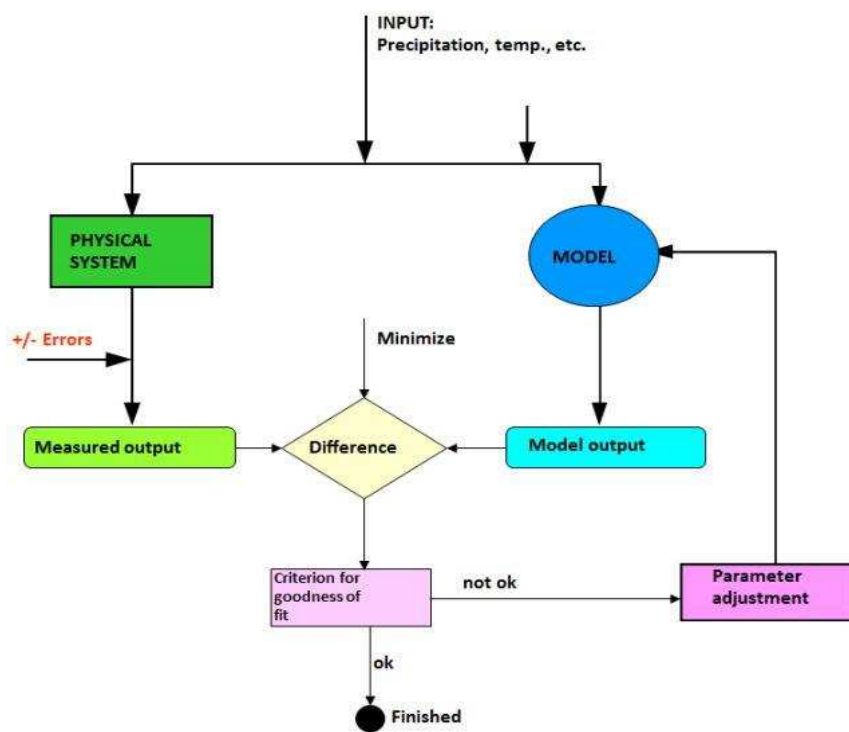 INPUT:
Precipitation, temp., etc.
PHYSICAL
SYSTEM
MODEL
+/- Errors
Minimize
Measured output
Difference
Model output
Criterion for
goodness of
fit
not ok
Parameter
adjustment
ok
Finished